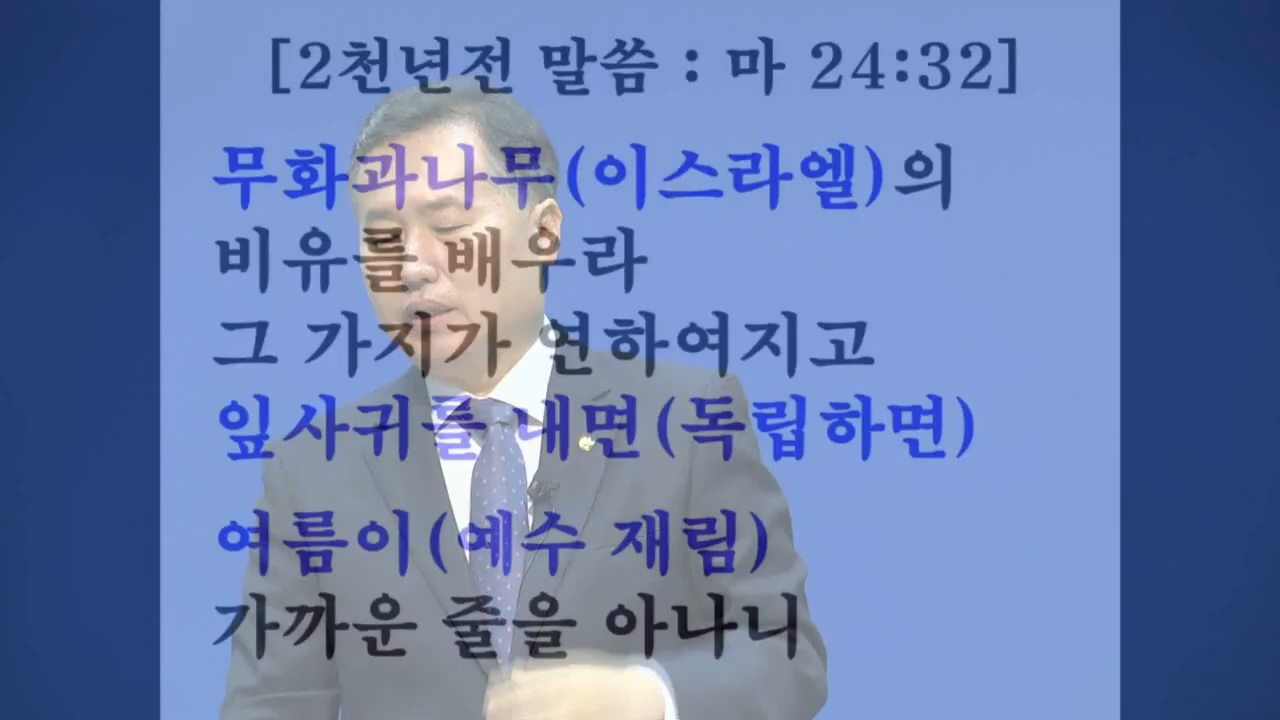 [2천년전 말씀 : 마 24:32]
무화과나무(이스라엘)의
비유를 배우라
그 가지가 연하여지고
잎사귀를 내면(독립하면)
여름이(예수 재림)
가까운 줄을 아나니